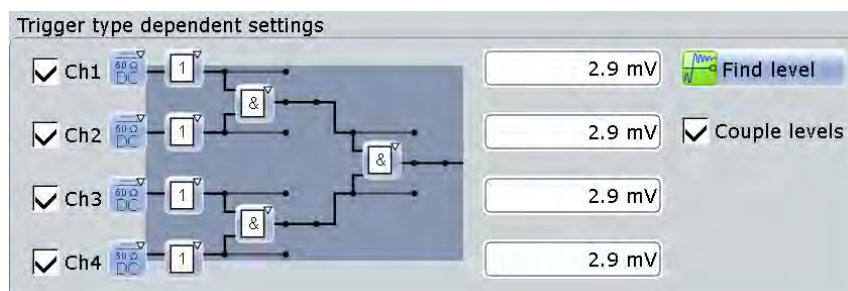 Trigger type dependent settings
Ch1 50 Ω DC 1 2.9 mV Find level
&
Ch2 50 Ω DC 1 2.9 mV Couple levels
&
Ch3 50 Ω DC 1 2.9 mV
&
Ch4 50 Ω DC 1 2.9 mV